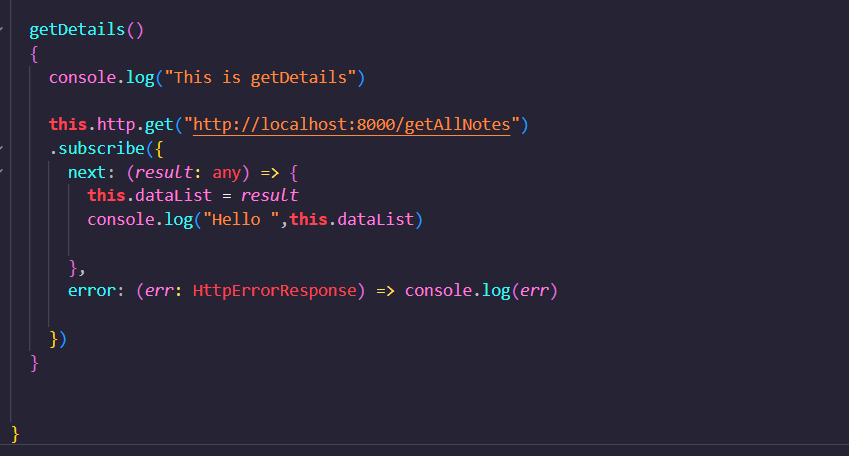 getDetails()
{
console.log("This is getDetails")
this.http.get("http://localhost:8000/getAllNotes")
.subscribe({
next: (result: any) => {
this.dataList = result
console.log("Hello ",this.dataList)
},
error: (err: HttpErrorResponse) => console.log(err)
})
}
}